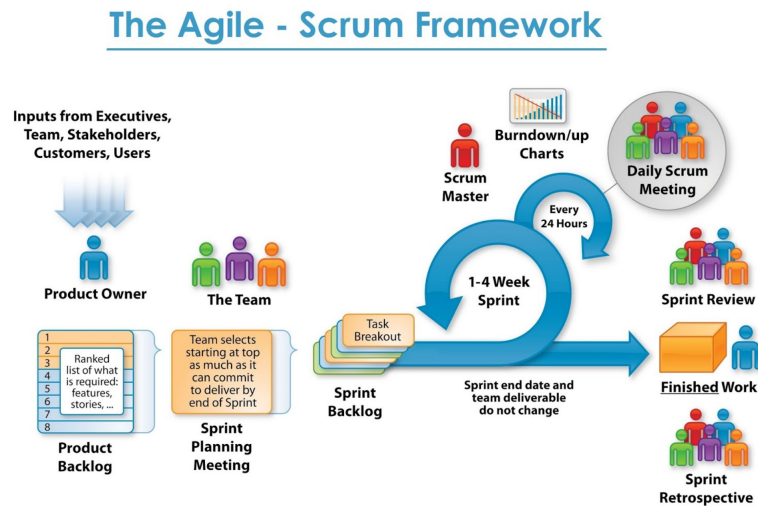 The Agile - Scrum Framework
Inputs from Executives,
Team, Stakeholders,
Customers, Users
Product Owner
The Team
1
2
3
4
5
6
7
8
Ranked
list of what
is required:
features,
stories, ...
Product
Backlog
Team selects
starting at top
as much as it
can commit
to deliver by
end of Sprint
Sprint
Planning
Meeting
Task
Breakout
Sprint
Backlog
Scrum
Master
Burndown/up
Charts
Every
24 Hours
1-4 Week
Sprint
Daily Scrum
Meeting
Sprint end date and
team deliverable
do not change
Sprint Review
Finished Work
Sprint
Retrospective